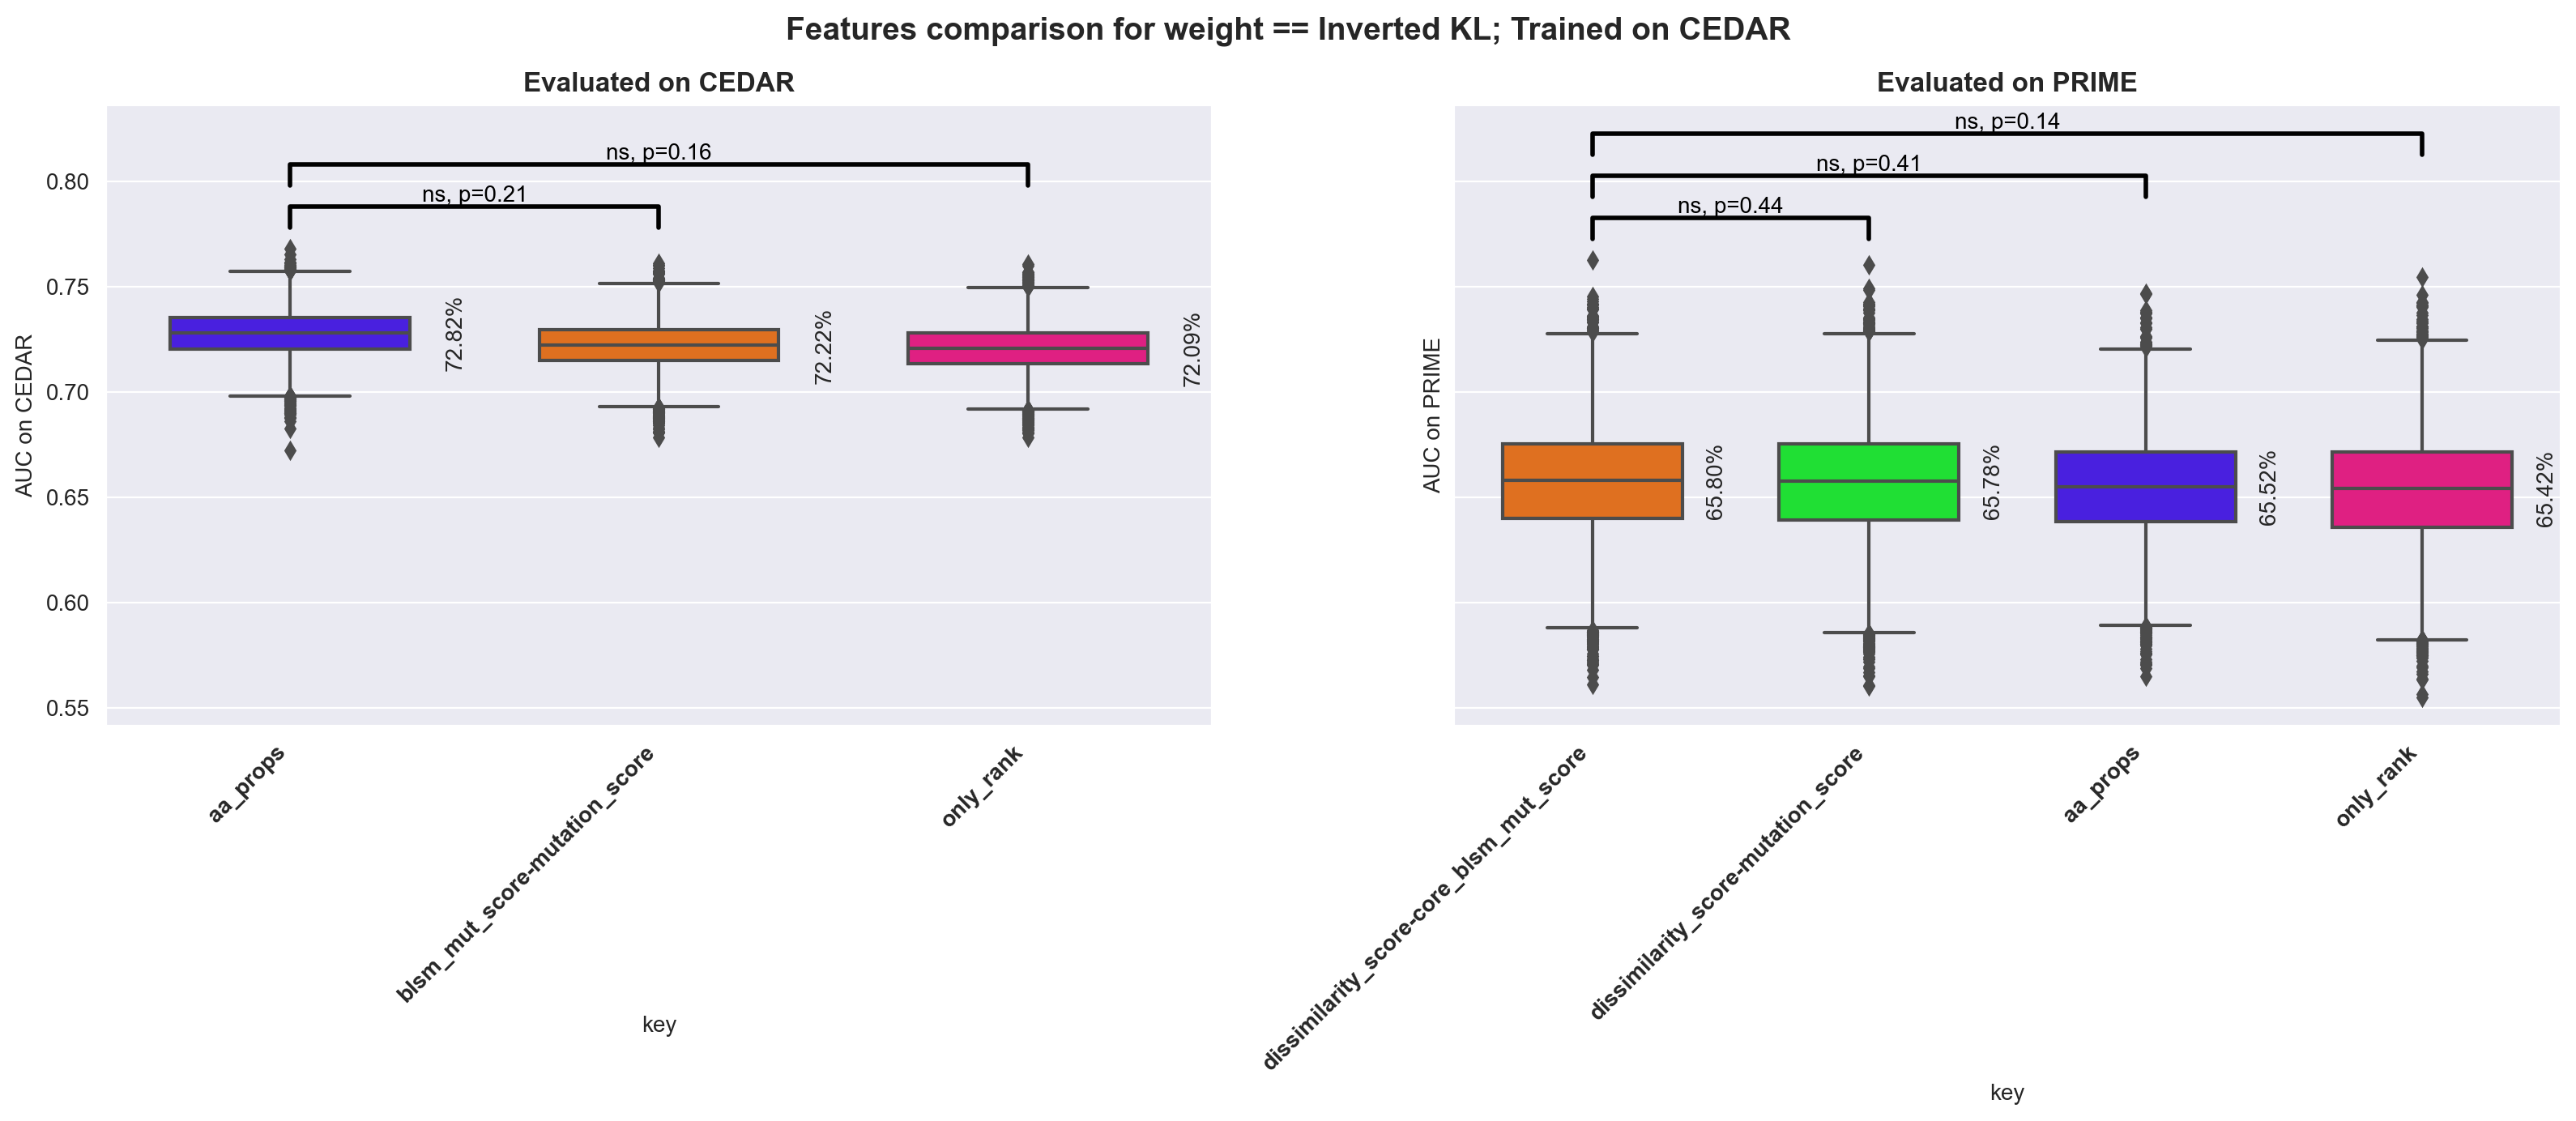 Features comparison for weight == Inverted KL; Trained on CEDAR
Evaluated on CEDAR
AUC on CEDAR
0.80
0.75
0.70
0.65
0.60
0.55
ns, p=0.16
ns, p=0.21
72.82%
72.22%
72.09%
aa_props
blsm_mut_score-mutation_score
only_rank
key
Evaluated on PRIME
AUC on PRIME
ns, p=0.14
ns, p=0.41
ns, p=0.44
65.80%
65.78%
65.52%
65.42%
dissimilarity_score-core_blsm_mut_score
dissimilarity_score-mutation_score
aa_props
only_rank
key